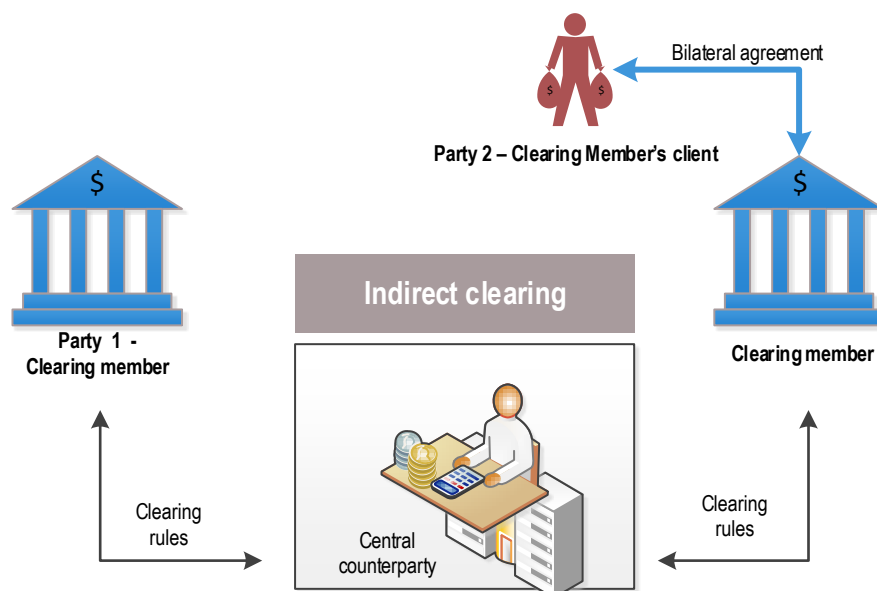 Bilateral agreement
$ $
Party 2 – Clearing Member's client
$
$
Indirect clearing
Party 1 -
Clearing member
Clearing member
Clearing
rules
Central
counterparty
Clearing
rules